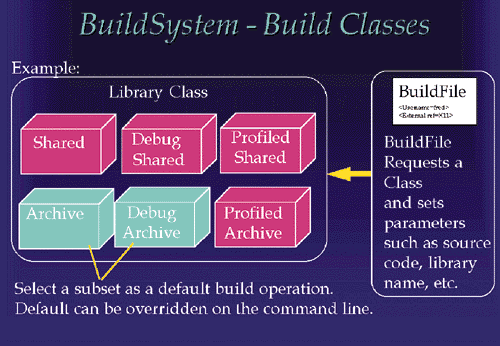 BuildSystem - Build Classes
Example:
Library Class
Shared
Debug
Shared
Profiled
Shared
Archive
Debug
Archive
Profiled
Archive
Select a subset as a default build operation.
Default can be overridden on the command line.
BuildFile
<Usename=fred>
<External ref=X11>
BuildFile
Requests a
Class
and sets
parameters
such as source
code, library
name, etc.